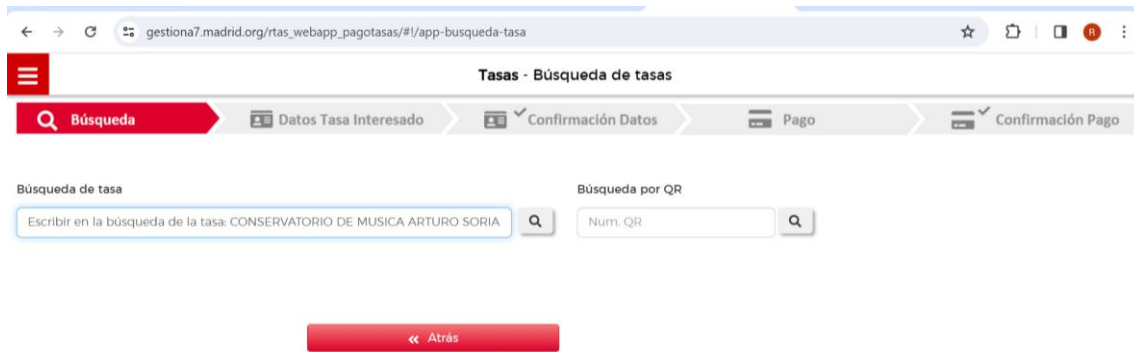 gestiona7.madrid.org/rtas_webapp_pagotasas/#!/app-busqueda-tasa
R
Tasas - Búsqueda de tasas
Búsqueda
Datos Tasa Interesado
Confirmación Datos
Pago
Confirmación Pago
Búsqueda de tasa
Búsqueda por QR
Escribir en la búsqueda de la tasa: CONSERVATORIO DE MUSICA ARTURO SORIA
Num. QR
« Atrás